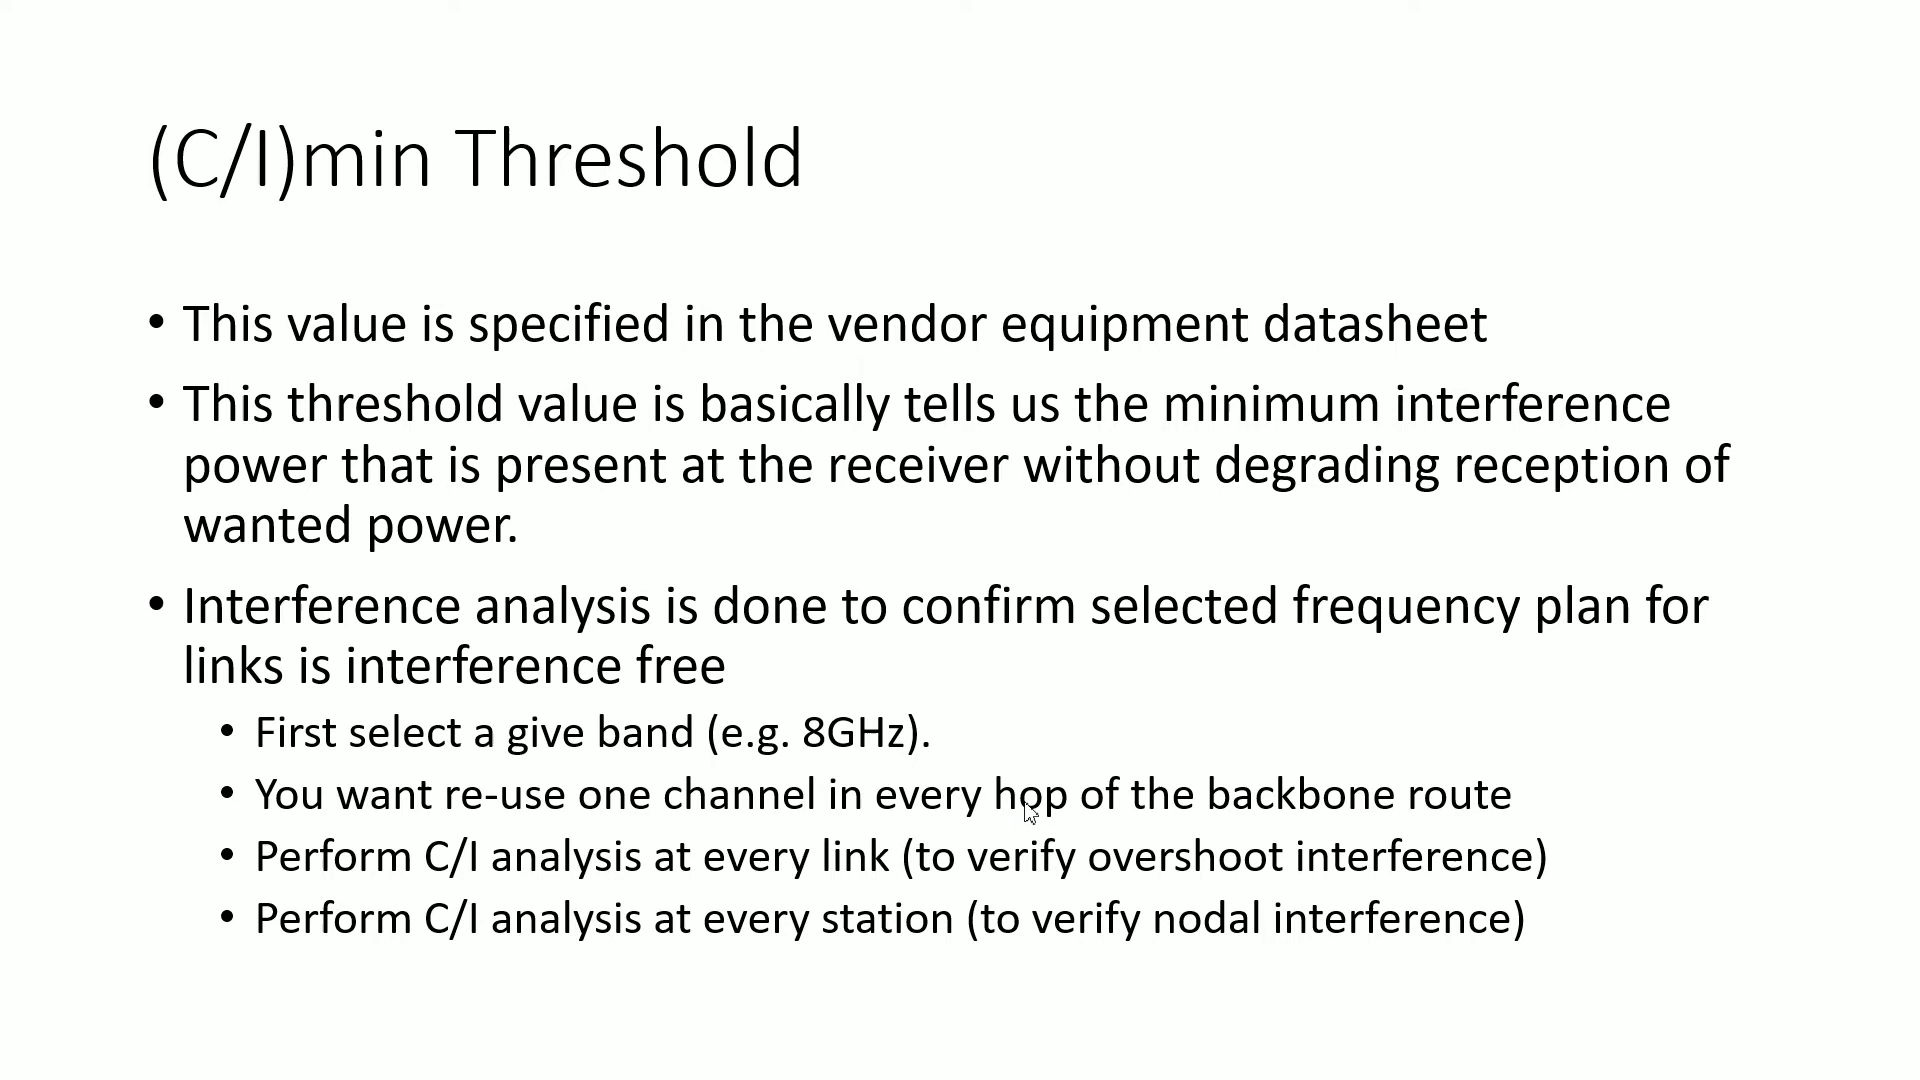 (C/I)min Threshold
• This value is specified in the vendor equipment datasheet
• This threshold value is basically tells us the minimum interference
power that is present at the receiver without degrading reception of
wanted power.
• Interference analysis is done to confirm selected frequency plan for
links is interference free
• First select a give band (e.g. 8GHz).
• You want re-use one channel in every hop of the backbone route
• Perform C/I analysis at every link (to verify overshoot interference)
• Perform C/I analysis at every station (to verify nodal interference)